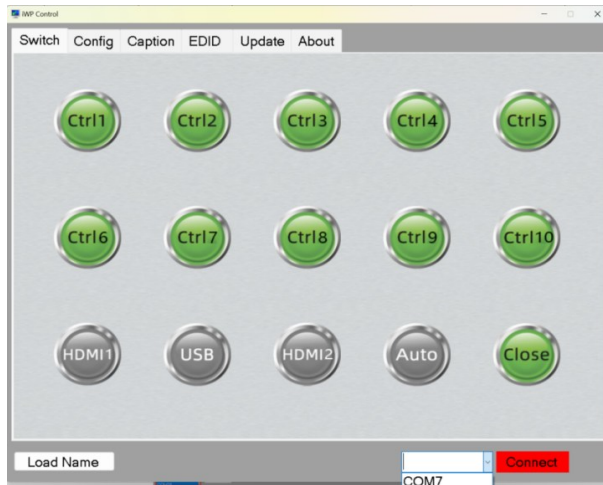 iWP Control
Switch Config Caption EDID Update About
Ctrl1 Ctrl2 Ctrl3 Ctrl4 Ctrl5
Ctrl6 Ctrl7 Ctrl8 Ctrl9 Ctrl10
HDMI1 USB HDMI2 Auto Close
Load Name Connect
COM7